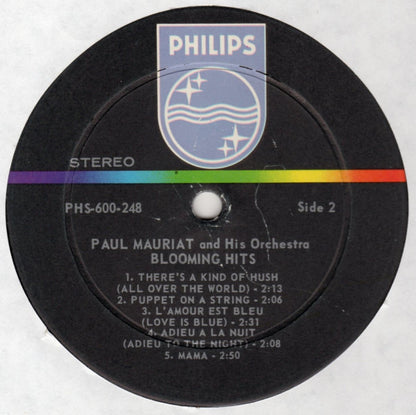 PHILIPS
STEREO
PHS-600-248 Side 2
PAUL MAURIAT and His Orchestra
BLOOMING HITS
1. THERE'S A KIND OF HUSH
(ALL OVER THE WORLD) - 2:13
2. PUPPET ON A STRING - 2:06
3. L'AMOUR EST BLEU
(LOVE IS BLUE) - 2:31
4. ADIEU A LA NUIT
(ADIEU TO THE NIGHT) - 2:08
5. MAMA - 2:50